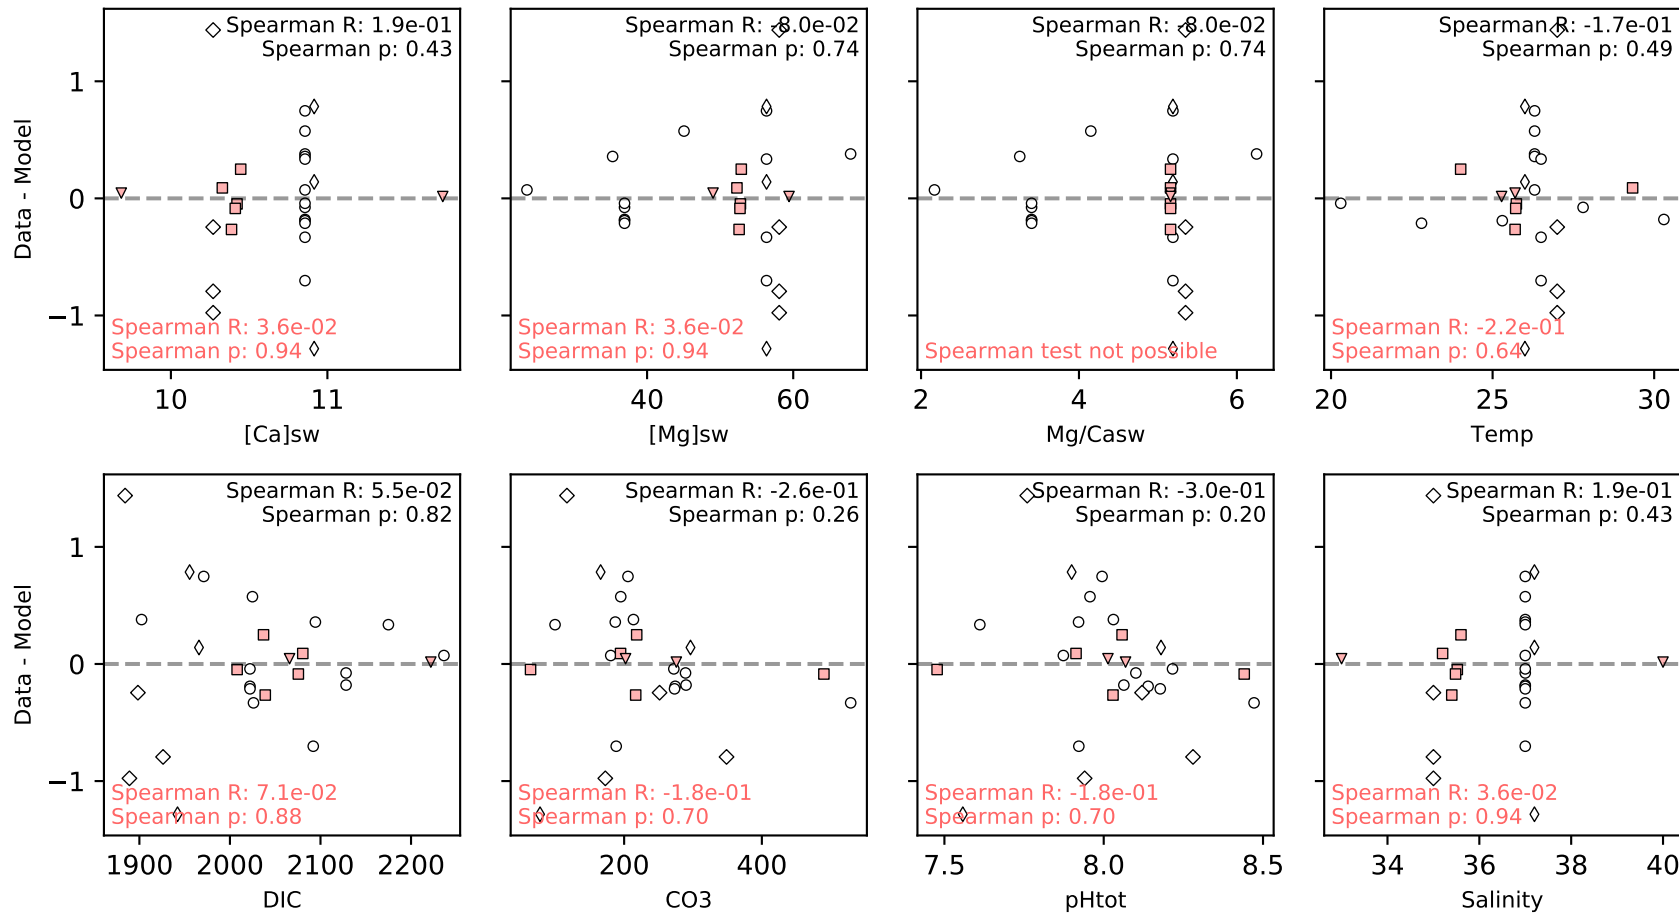 Spearman R: 1.9e-01
Spearman p: 0.43
Spearman R: 3.6e-02
Spearman p: 0.94
1
0
−1
Data - Model
10
11
[Ca]sw
Spearman R: -8.0e-02
Spearman p: 0.74
Spearman R: 3.6e-02
Spearman p: 0.94
40
60
[Mg]sw
Spearman R: -8.0e-02
Spearman p: 0.74
Spearman test not possible
2
4
6
Mg/Casw
Spearman R: -1.7e-01
Spearman p: 0.49
Spearman R: -2.2e-01
Spearman p: 0.64
20
25
30
Temp
Spearman R: 5.5e-02
Spearman p: 0.82
Spearman R: 7.1e-02
Spearman p: 0.88
1
0
−1
Data - Model
1900
2000
2100
2200
DIC
Spearman R: -2.6e-01
Spearman p: 0.26
Spearman R: -1.8e-01
Spearman p: 0.70
200
400
CO3
Spearman R: -3.0e-01
Spearman p: 0.20
Spearman R: -1.8e-01
Spearman p: 0.70
7.5
8.0
8.5
pHtot
Spearman R: 1.9e-01
Spearman p: 0.43
Spearman R: 3.6e-02
Spearman p: 0.94
34
36
38
40
Salinity